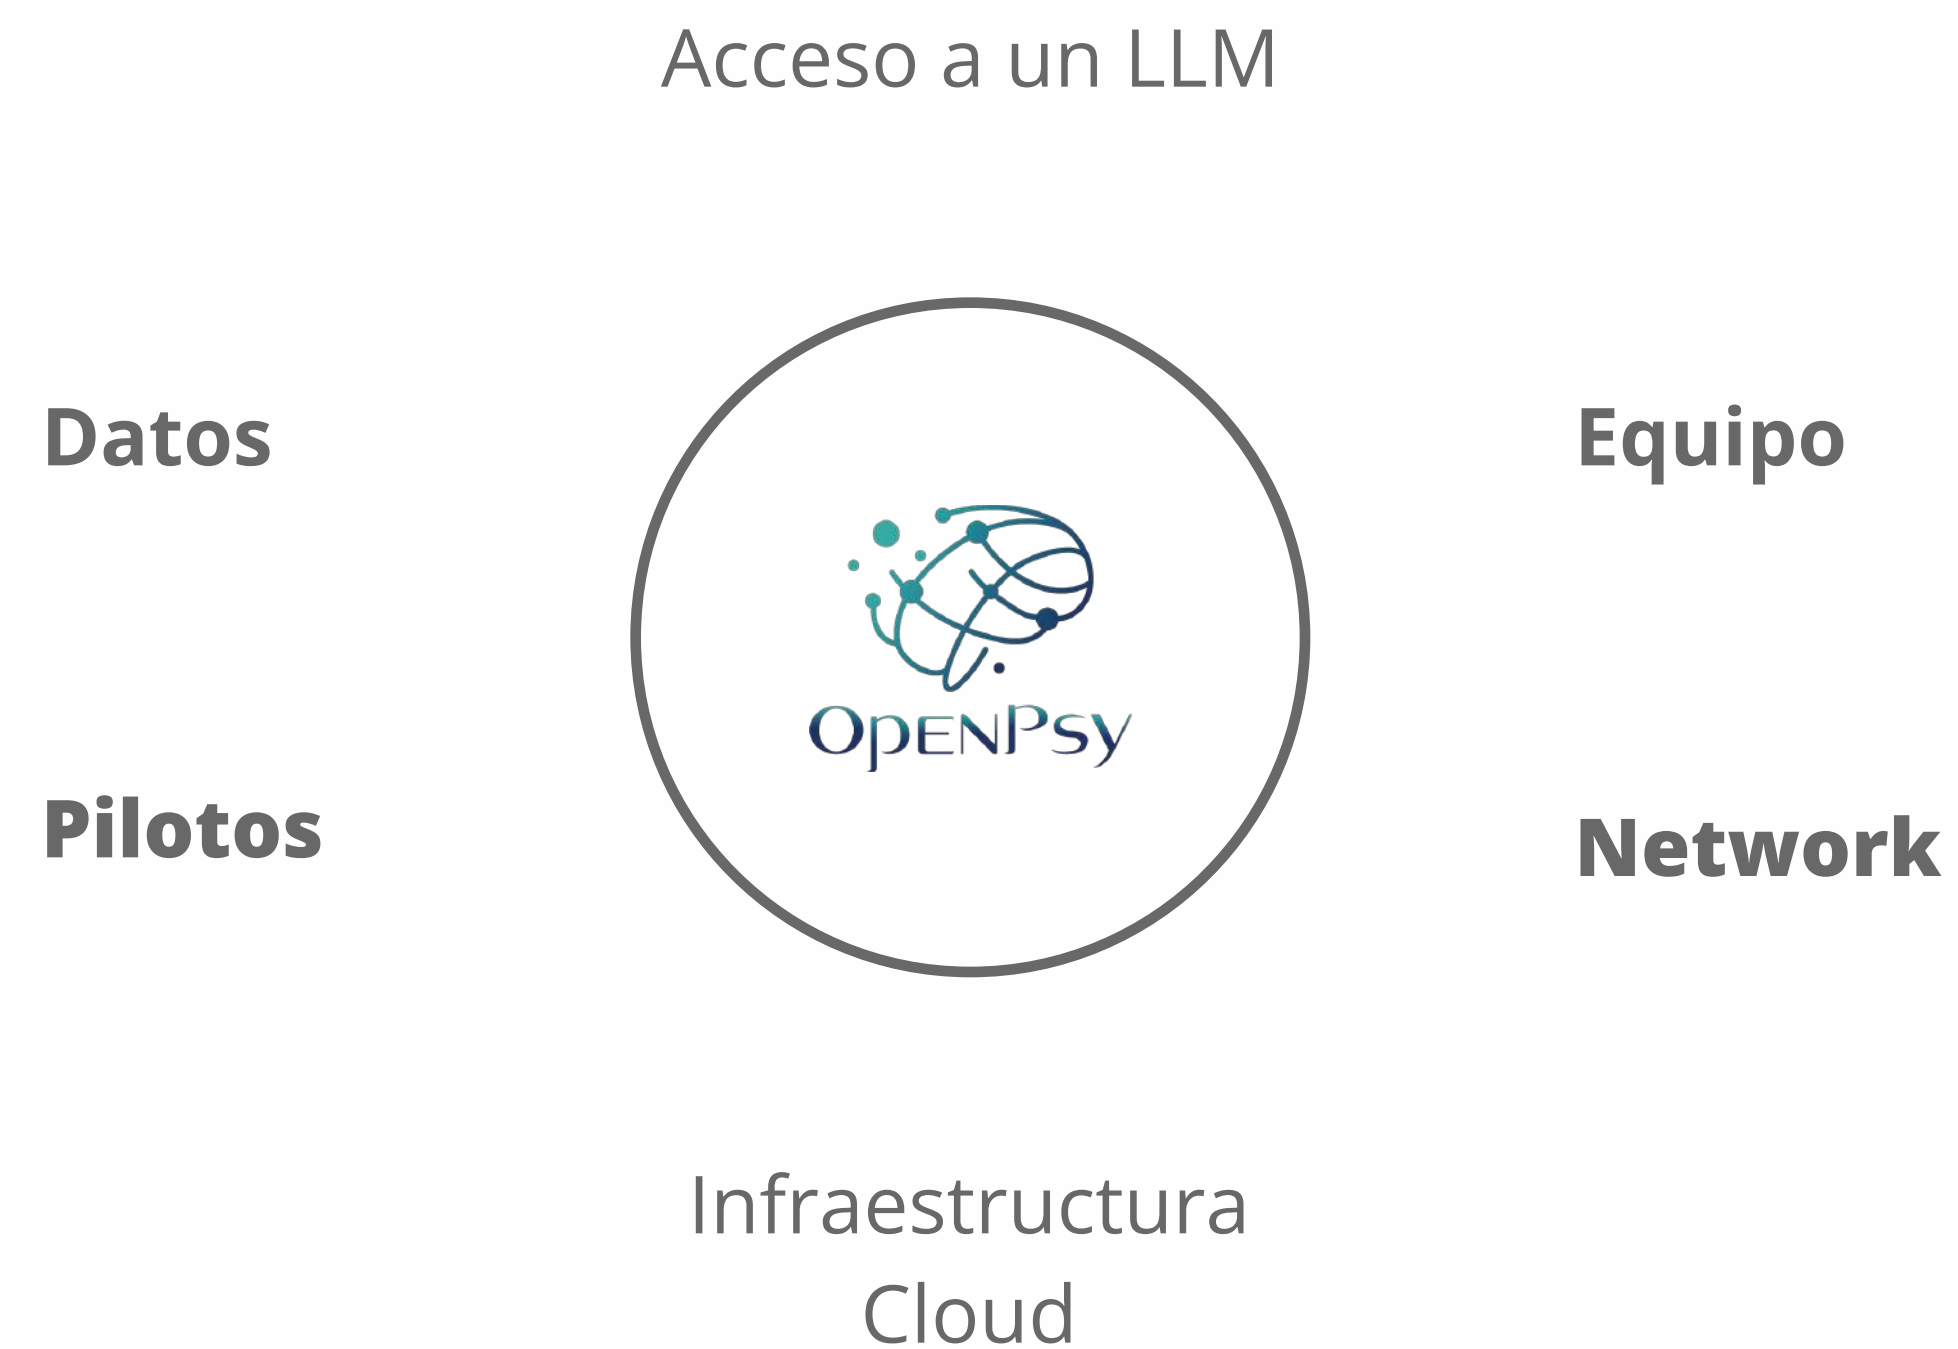 Acceso a un LLM
Datos
Equipo
OpenPsy
Pilotos
Network
Infraestructura
Cloud